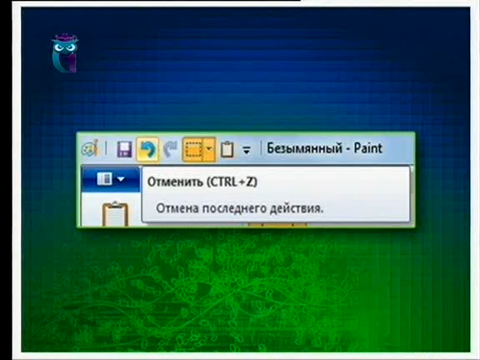 Безымянный - Paint
Отменить (CTRL+Z)
Отмена последнего действия.